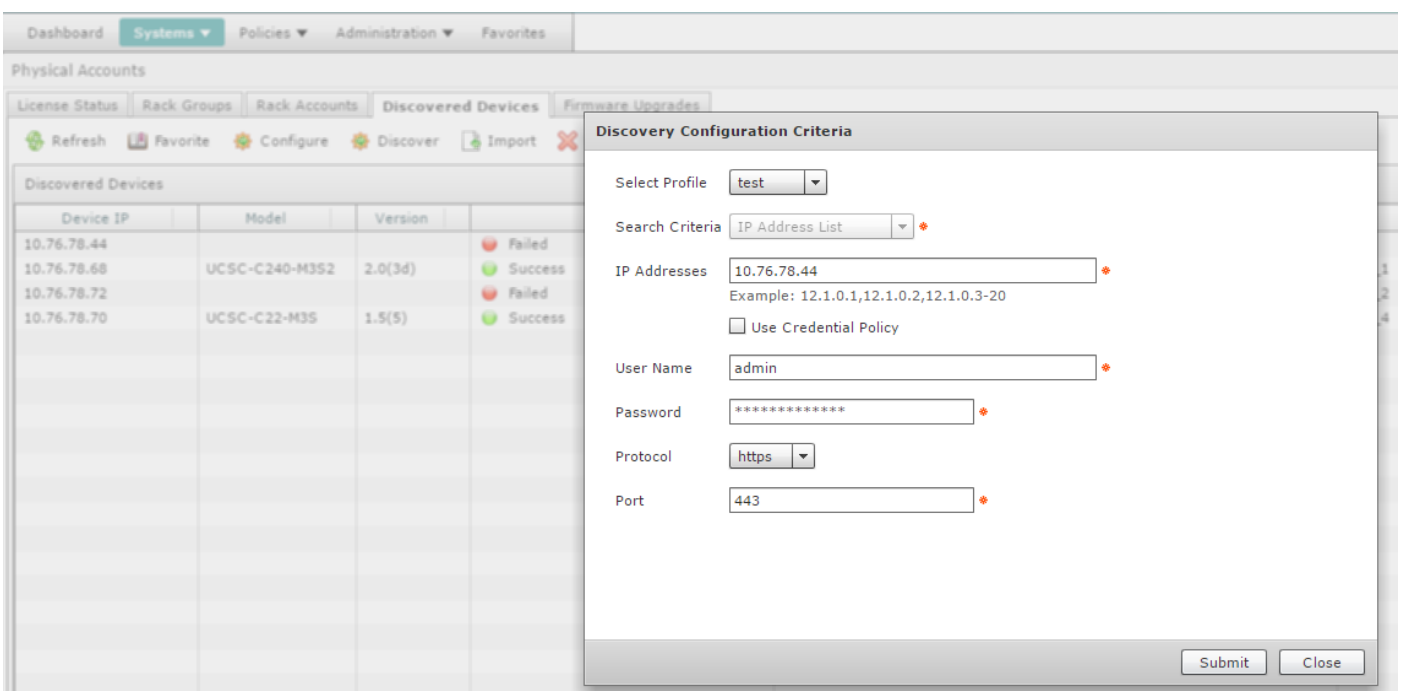 Dashboard Systems ▼ Policies ▼ Administration ▼ Favorites
Physical Accounts
License Status Rack Groups Rack Accounts Discovered Devices Firmware Upgrades
Refresh Favorite Configure Discover Import
Discovered Devices
Device IP Model Version
10.76.78.44 Failed
10.76.78.68 UCSC-C240-M3S2 2.0(3d) Success _1
10.76.78.72 Failed _2
10.76.78.70 UCSC-C22-M3S 1.5(5) Success _4
Discovery Configuration Criteria
Select Profile test
Search Criteria IP Address List
IP Addresses 10.76.78.44
Example: 12.1.0.1,12.1.0.2,12.1.0.3-20
Use Credential Policy
User Name admin
Password *************
Protocol https
Port 443
Submit Close